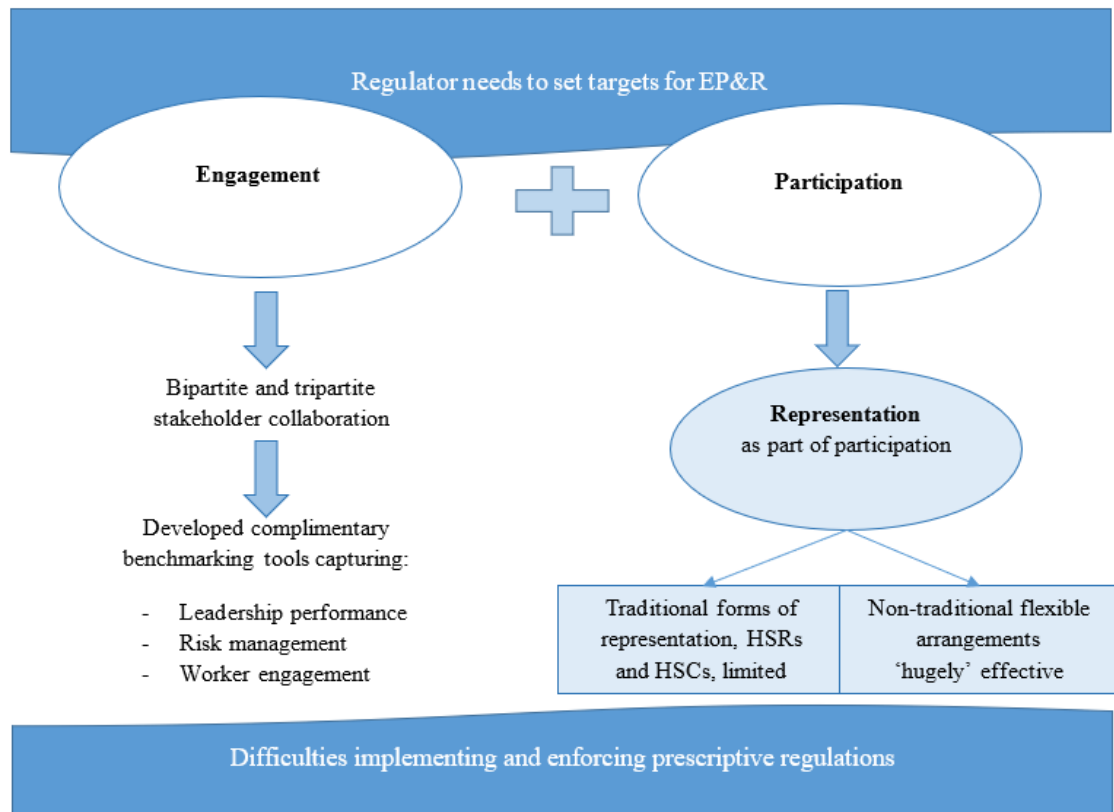 Regulator needs to set targets for EP&R
Engagement
Participation
Bipartite and tripartite
stakeholder collaboration
Developed complimentary
benchmarking tools capturing:
- Leadership performance
- Risk management
- Worker engagement
Representation
as part of participation
Traditional forms of
representation, HSRs
and HSCs, limited
Non-traditional flexible
arrangements
‘hugely’ effective
Difficulties implementing and enforcing prescriptive regulations